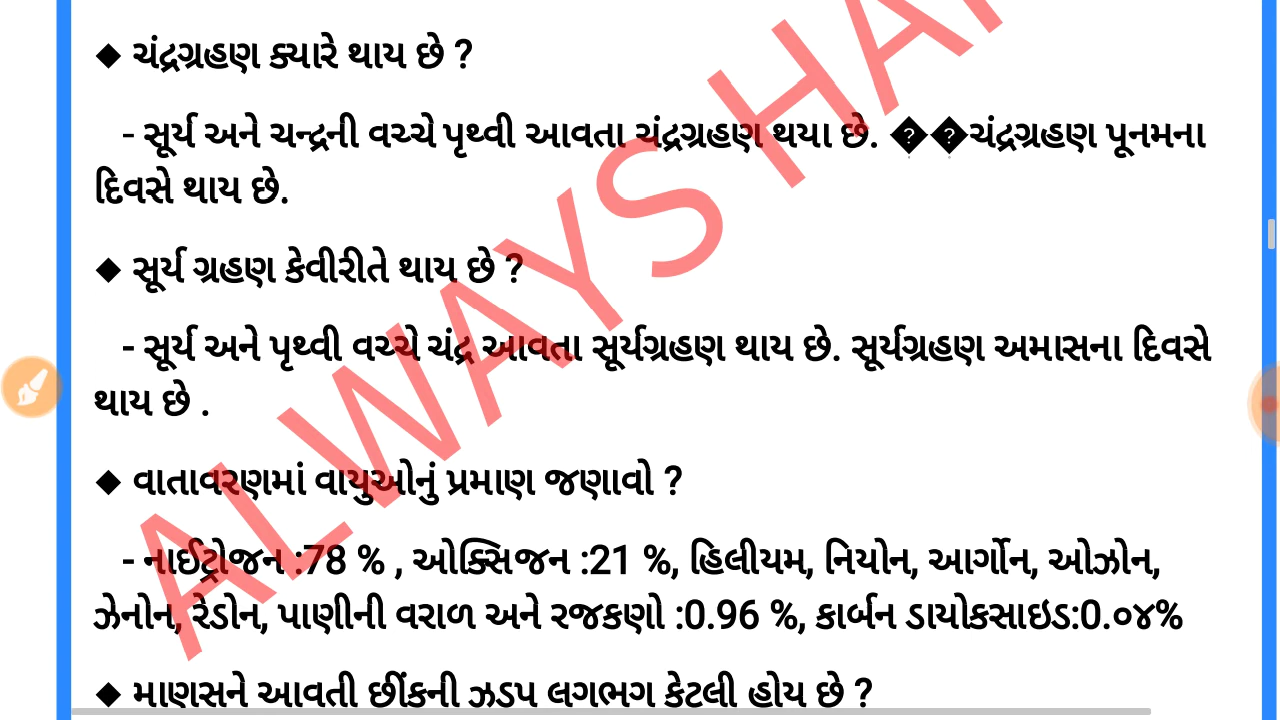 ◆ ચંદ્રગ્રહણ ક્યારે થાય છે ?
- સૂર્ય અને ચન્દ્રની વચ્ચે પૃથ્વી આવતા ચંદ્રગ્રહણ થયા છે. ��ચંદ્રગ્રહણ પૂનમના
દિવસે થાય છે.
◆ સૂર્ય ગ્રહણ કેવીરીતે થાય છે ?
- સૂર્ય અને પૃથ્વી વચ્ચે ચંદ્ર આવતા સૂર્યગ્રહણ થાય છે. સૂર્યગ્રહણ અમાસના દિવસે
થાય છે .
◆ વાતાવરણમાં વાયુઓનું પ્રમાણ જણાવો ?
- નાઈટ્રોજન :78 % , ઓક્સિજન :21 %, હિલીયમ, નિયોન, આર્ગોન, ઓઝોન,
ઝેનોન, રેડોન, પાણીની વરાળ અને રજકણો :0.96 %, કાર્બન ડાયોકસાઇડ:0.૦૪%
◆ માણસને આવતી છીંકની ઝડપ લગભગ કેટલી હોય છે ?
ALWAYS HA